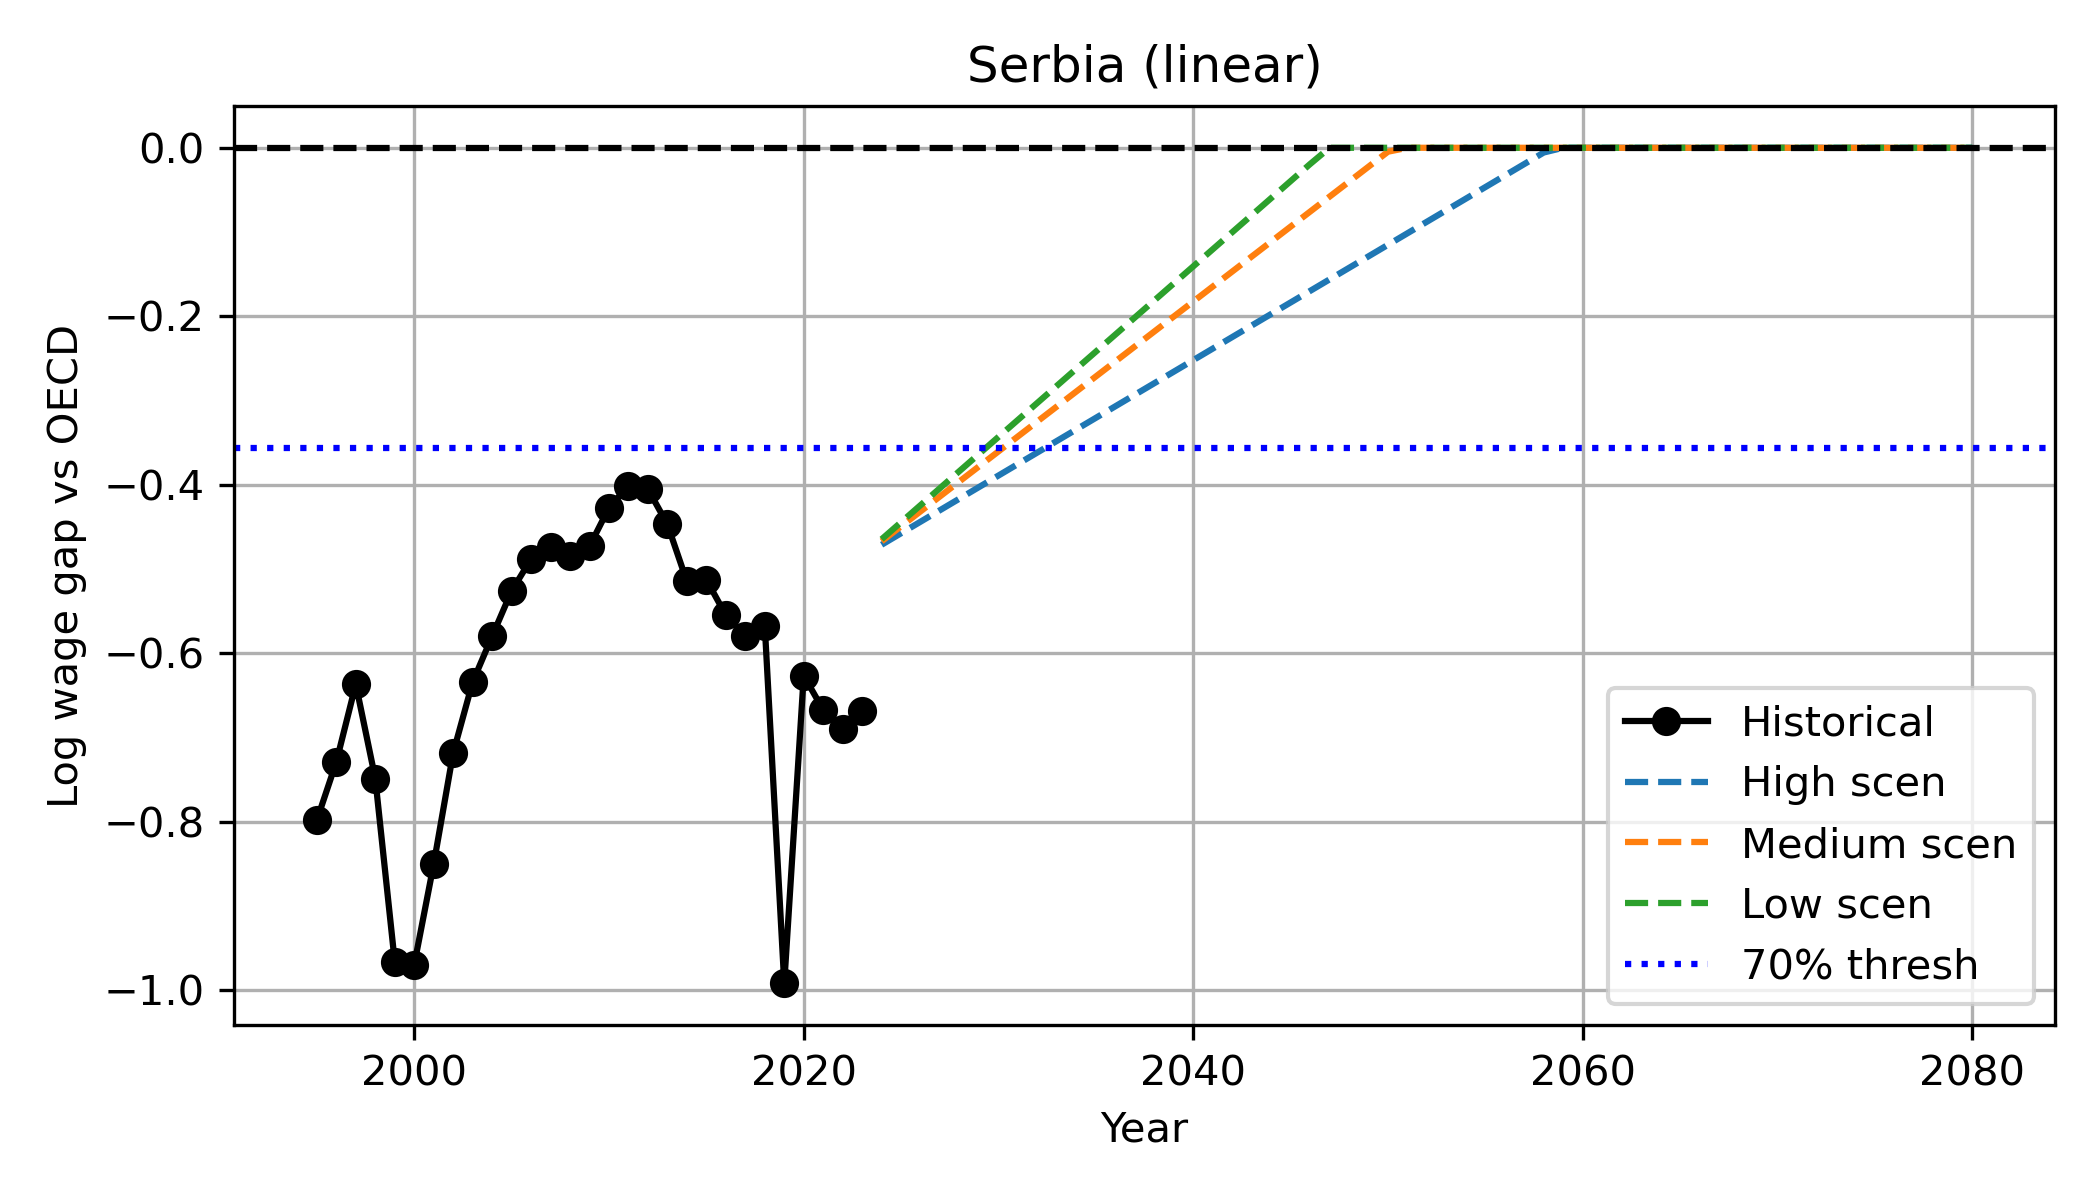 Serbia (linear)
Log wage gap vs OECD
0.0
−0.2
−0.4
−0.6
−0.8
−1.0
2000
2020
2040
2060
2080
Year
Historical
High scen
Medium scen
Low scen
70% thresh